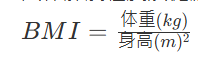 BMI = 体重(kg)
身高(m)²